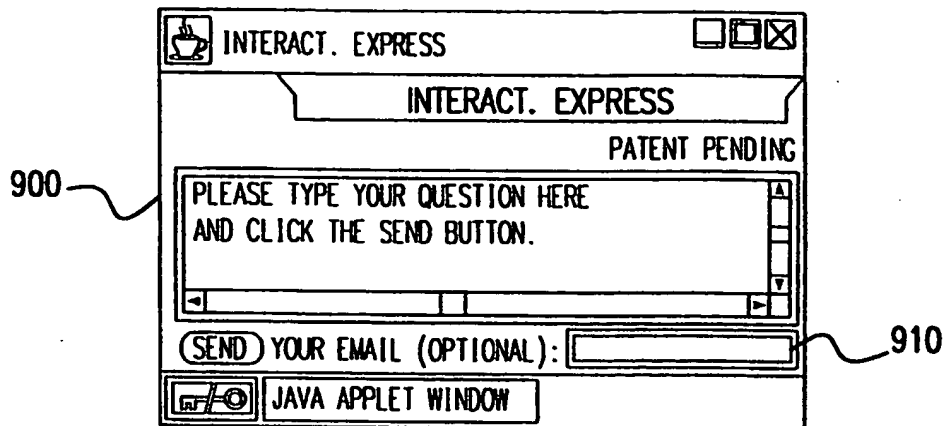 INTERACT. EXPRESS
INTERACT. EXPRESS
PATENT PENDING
900
PLEASE TYPE YOUR QUESTION HERE
AND CLICK THE SEND BUTTON.
SEND YOUR EMAIL (OPTIONAL):
910
JAVA APPLET WINDOW